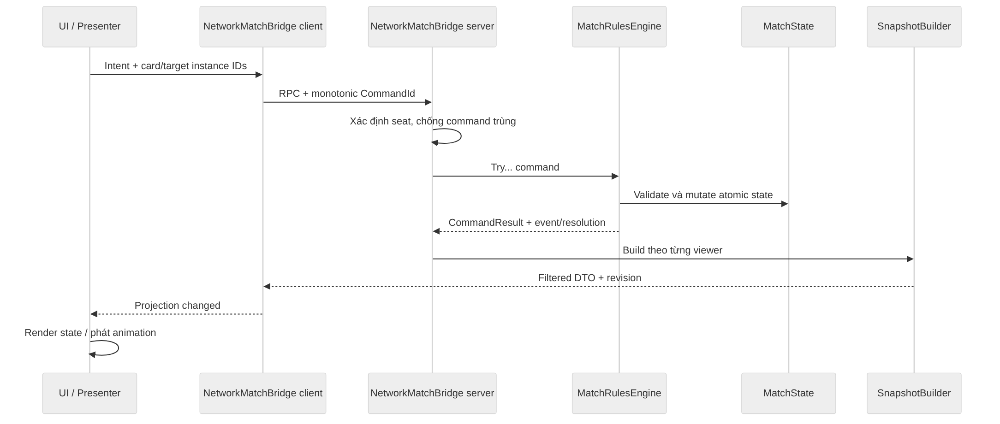 UI / Presenter
NetworkMatchBridge client
NetworkMatchBridge server
MatchRulesEngine
MatchState
SnapshotBuilder
Intent + card/target instance IDs
RPC + monotonic CommandId
Xác định seat, chống command trùng
Try... command
Validate và mutate atomic state
CommandResult + event/resolution
Build theo từng viewer
Filtered DTO + revision
Projection changed
Render state / phát animation
UI / Presenter
NetworkMatchBridge client
NetworkMatchBridge server
MatchRulesEngine
MatchState
SnapshotBuilder